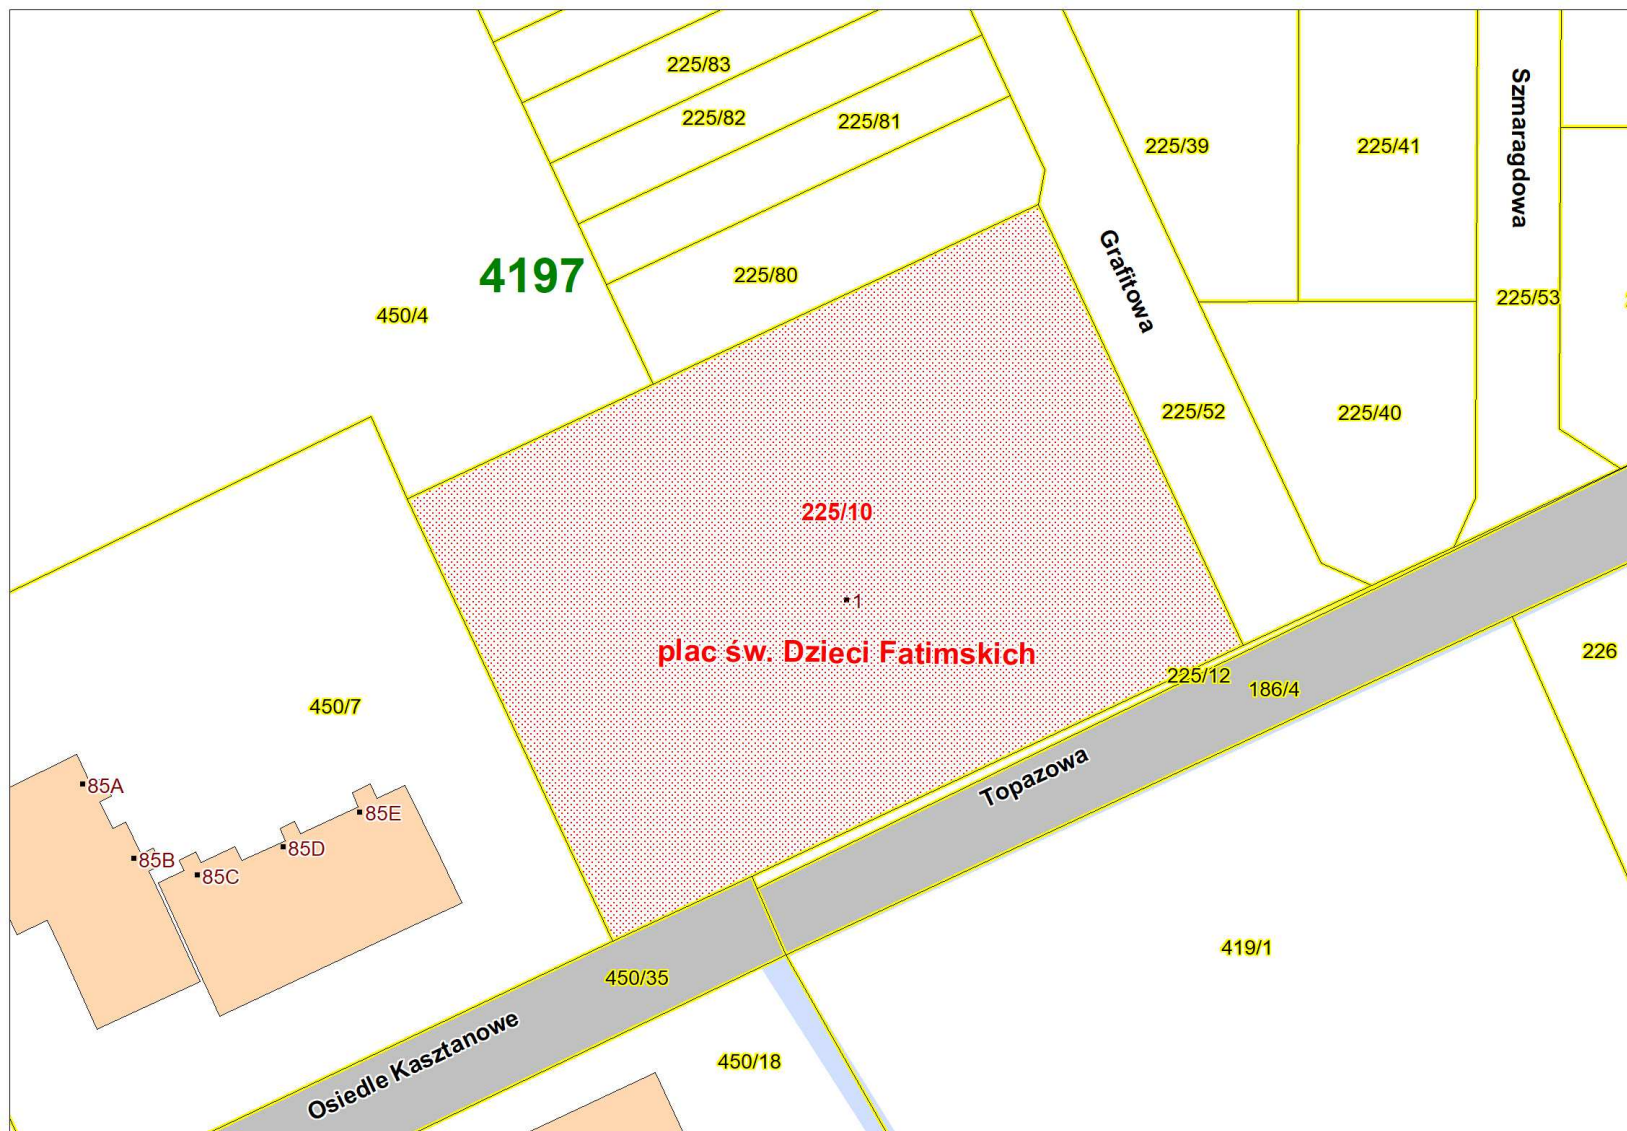 225/83
225/82
225/81
225/39
225/41
Szmaragdowa
4197
225/80
Grafitowa
225/53
450/4
225/52
225/40
225/10
1
plac św. Dzieci Fatimskich
225/12
186/4
226
450/7
Topazowa
85A
85E
85D
85B
85C
419/1
450/35
Osiedle Kasztanowe
450/18